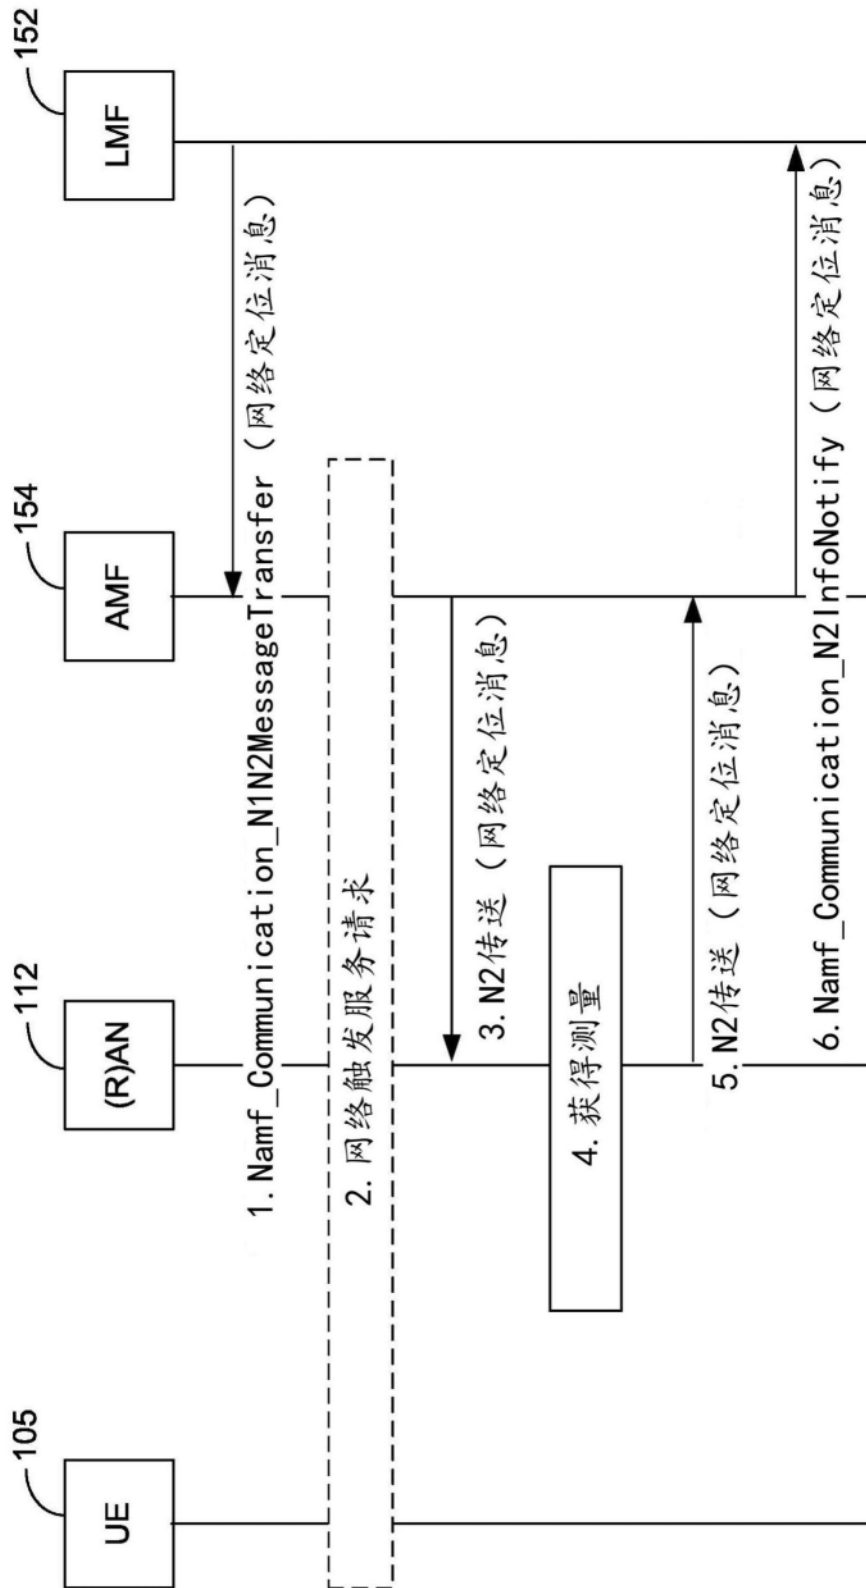 105
112
154
152
UE
(R)AN
AMF
LMF
1.Namf_Communication_N1N2MessageTransfer (网络定位消息)
2. 网络触发服务请求
3. N2传送 (网络定位消息)
4. 获得测量
5. N2传送 (网络定位消息)
6. Namf_Communication_N2InfoNotify (网络定位消息)